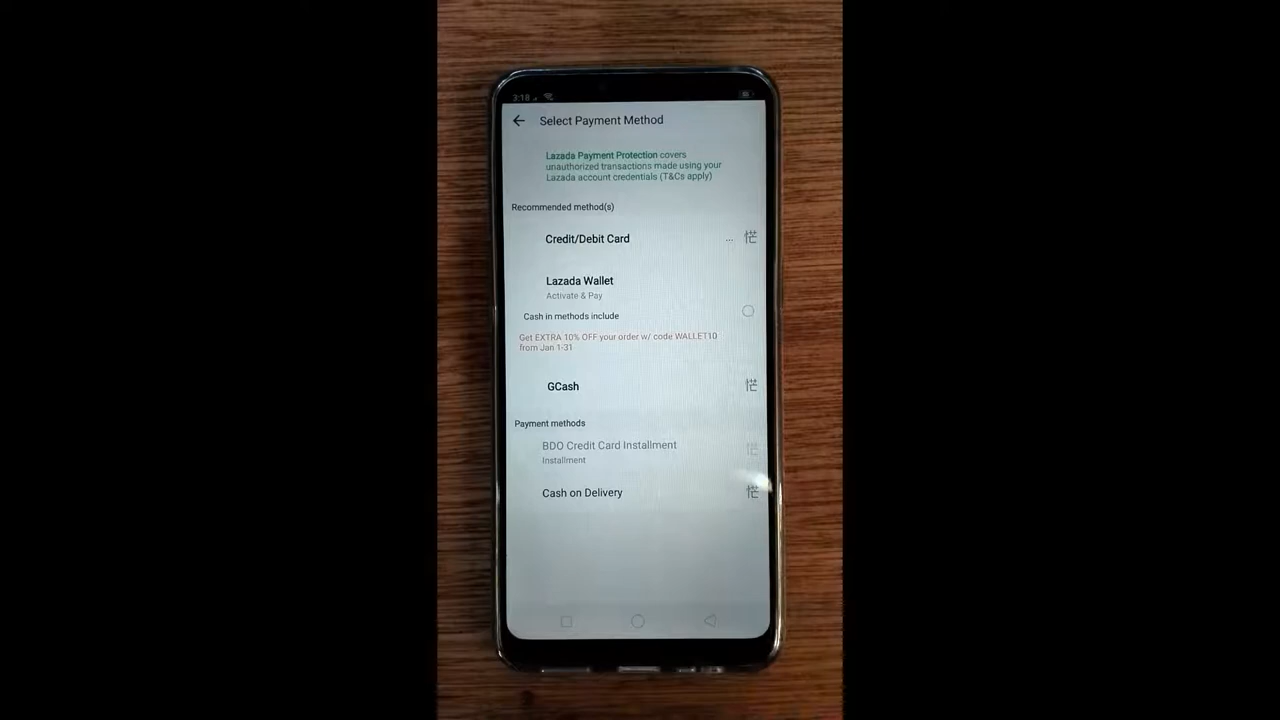 3:18
Select Payment Method
Lazada Payment Protection covers
unauthorized transactions made using your
Lazada account credentials (T&Cs apply)
Recommended method(s)
Credit/Debit Card ...
Lazada Wallet
Activate & Pay
Cash in methods include
Get EXTRA 10% OFF your order w/ code WALLET10
from Jan 1-31
GCash
Payment methods
BDO Credit Card Installment
Installment
Cash on Delivery